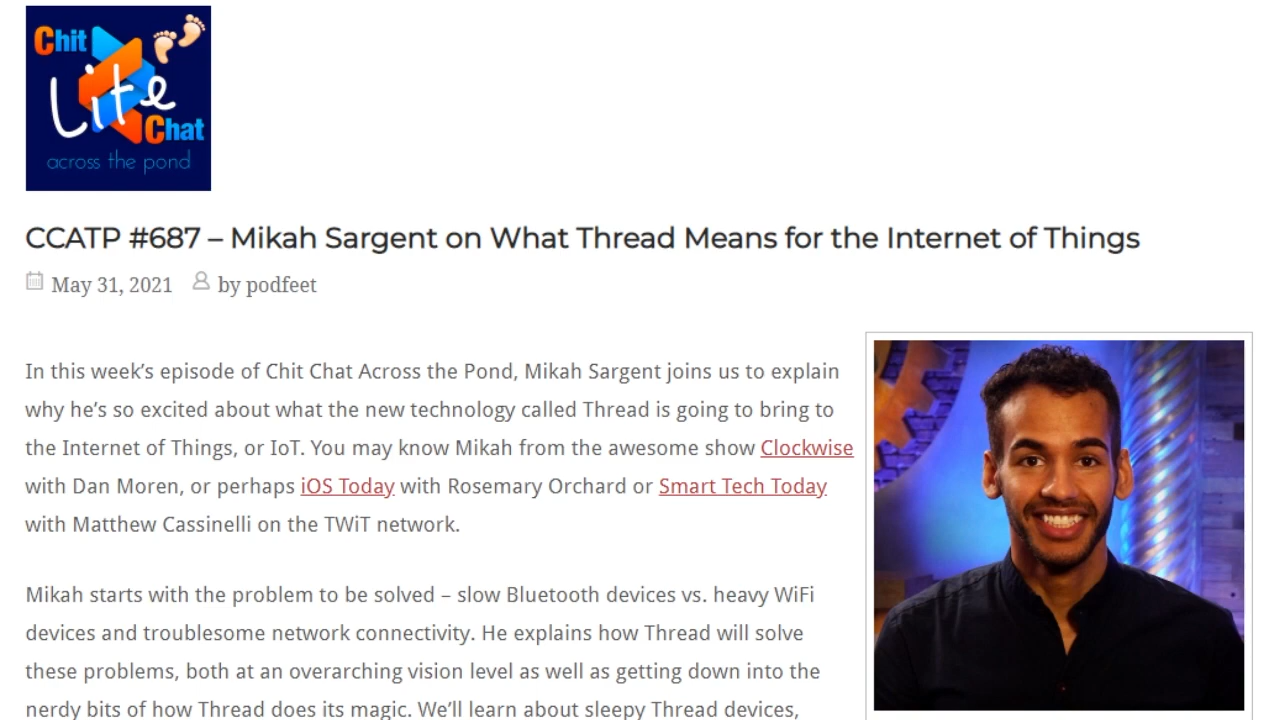 Chit
Lite
Chat
across the pond
CCATP #687 – Mikah Sargent on What Thread Means for the Internet of Things
May 31, 2021 by podfeet
In this week’s episode of Chit Chat Across the Pond, Mikah Sargent joins us to explain
why he’s so excited about what the new technology called Thread is going to bring to
the Internet of Things, or IoT. You may know Mikah from the awesome show Clockwise
with Dan Moren, or perhaps iOS Today with Rosemary Orchard or Smart Tech Today
with Matthew Cassinelli on the TWiT network.
Mikah starts with the problem to be solved – slow Bluetooth devices vs. heavy WiFi
devices and troublesome network connectivity. He explains how Thread will solve
these problems, both at an overarching vision level as well as getting down into the
nerdy bits of how Thread does its magic. We’ll learn about sleepy Thread devices,